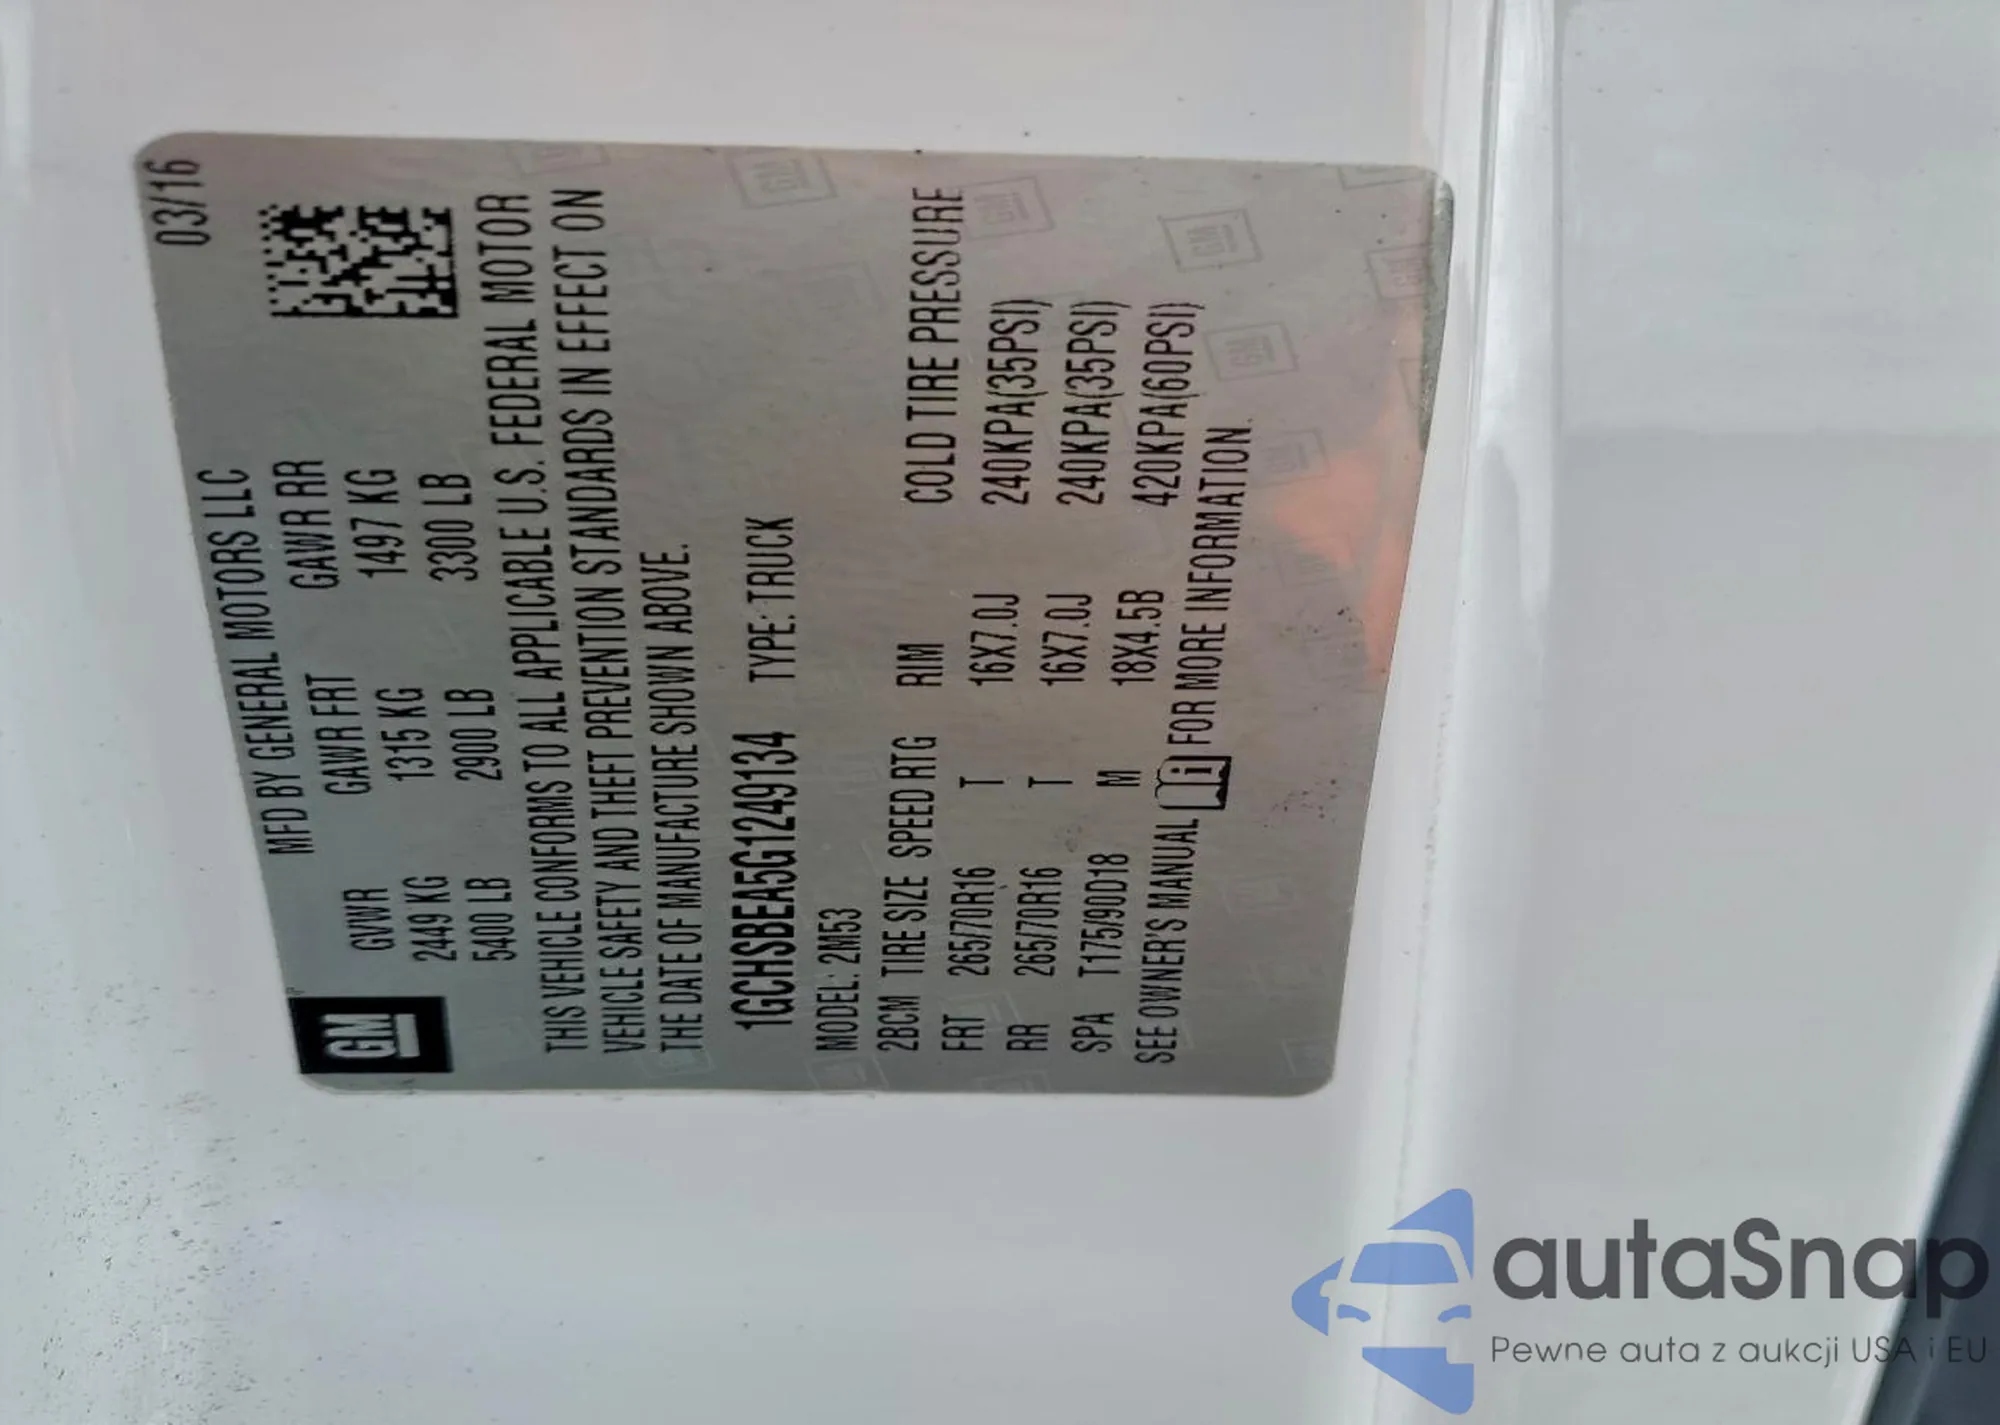 03/16
MFD BY GENERAL MOTORS LLC
GM
GVWR GAWR FRT GAWR RR
2449 KG 1315 KG 1497 KG
5400 LB 2900 LB 3300 LB
THIS VEHICLE CONFORMS TO ALL APPLICABLE U.S. FEDERAL MOTOR
VEHICLE SAFETY AND THEFT PREVENTION STANDARDS IN EFFECT ON
THE DATE OF MANUFACTURE SHOWN ABOVE.
1GCHSBEA5G1249134 TYPE: TRUCK
MODEL: 2M53
2BCM TIRE SIZE SPEED RTG RIM COLD TIRE PRESSURE
FRT 265/70R16 T 16X7.0J 240KPA(35PSI)
RR 265/70R16 T 16X7.0J 240KPA(35PSI)
SPA T175/90D18 M 18X4.5B 420KPA(60PSI)
SEE OWNER'S MANUAL i FOR MORE INFORMATION.
autaSnap
Pewne auta z aukcji USA i EU